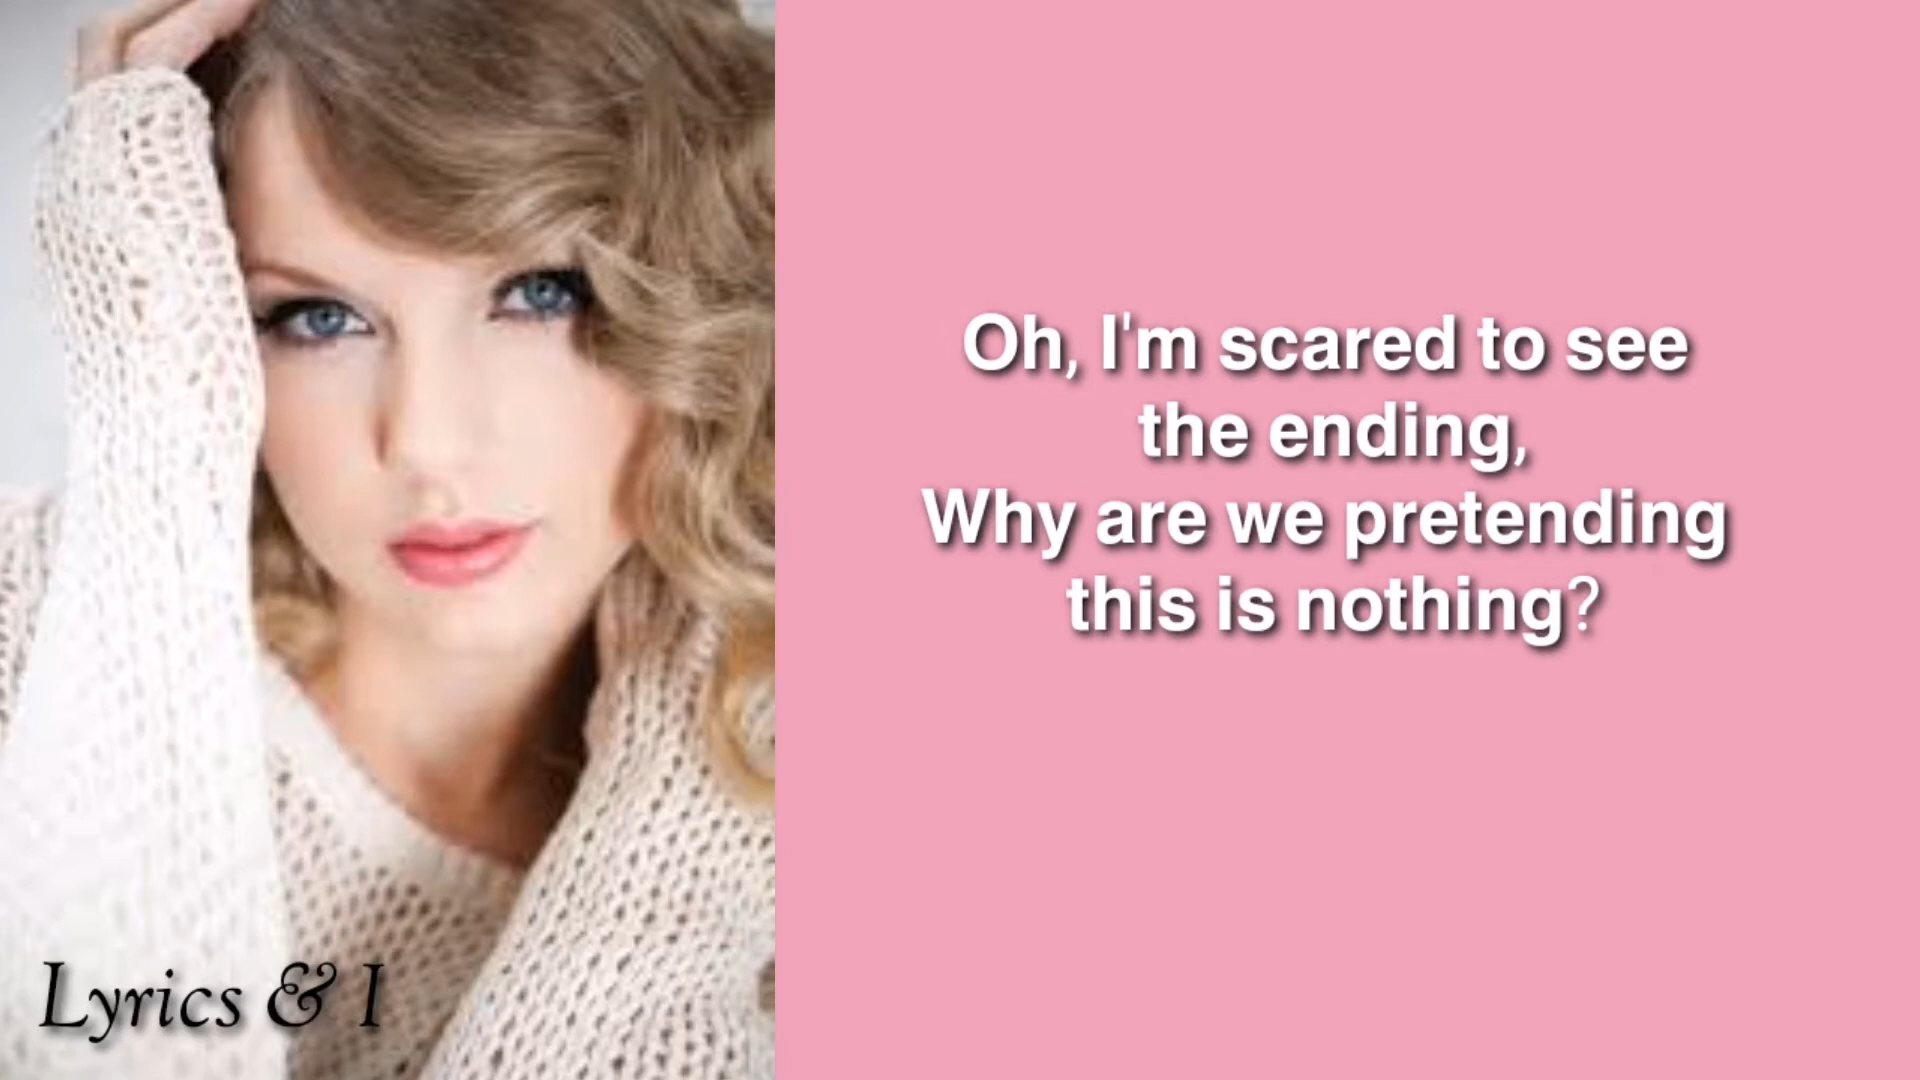 Oh, I'm scared to see
the ending,
Why are we pretending
this is nothing?
Lyrics & I